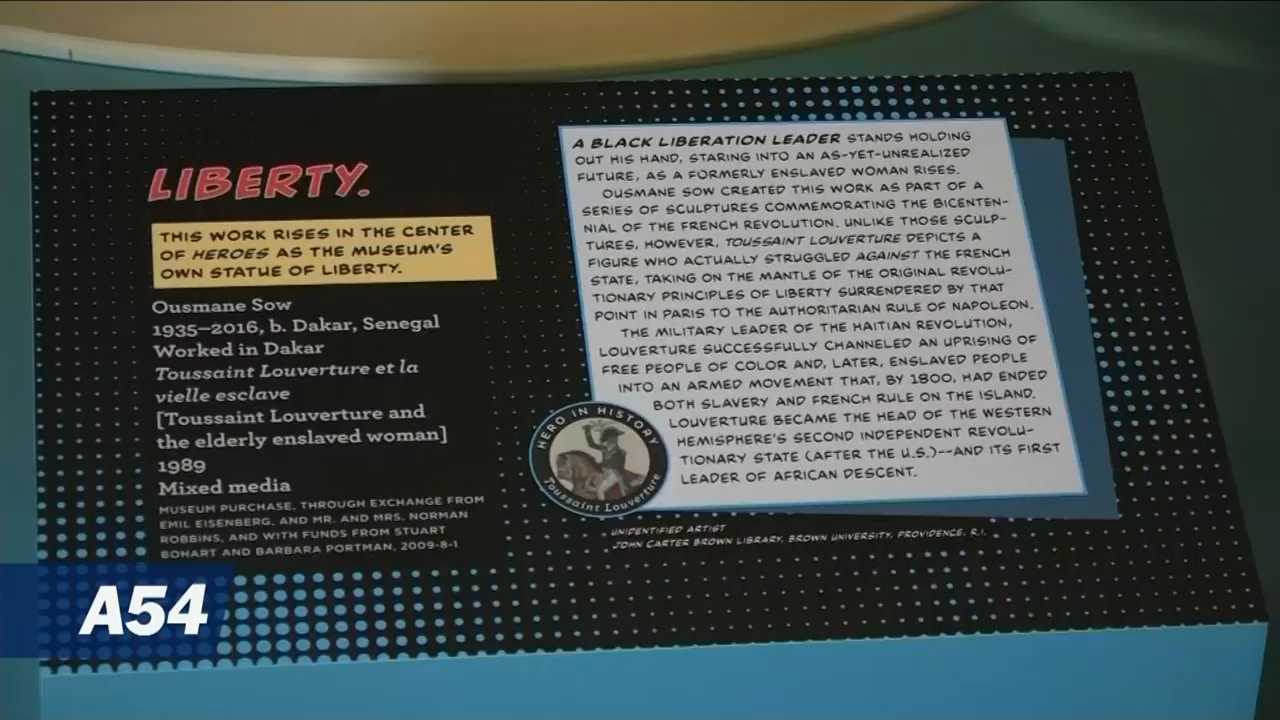 LIBERTY.
THIS WORK RISES IN THE CENTER
OF HEROES AS THE MUSEUM'S
OWN STATUE OF LIBERTY.
Ousmane Sow
1935–2016, b. Dakar, Senegal
Worked in Dakar
Toussaint Louverture et la
vielle esclave
[Toussaint Louverture and
the elderly enslaved woman]
1989
Mixed media
MUSEUM PURCHASE, THROUGH EXCHANGE FROM
EMIL EISENBERG, AND MR. AND MRS. NORMAN
ROBBINS, AND WITH FUNDS FROM STUART
BOHART AND BARBARA PORTMAN, 2009-8-1
A BLACK LIBERATION LEADER STANDS HOLDING
OUT HIS HAND, STARING INTO AN AS-YET-UNREALIZED
FUTURE, AS A FORMERLY ENSLAVED WOMAN RISES.
OUSMANE SOW CREATED THIS WORK AS PART OF A
SERIES OF SCULPTURES COMMEMORATING THE BICENTEN-
NIAL OF THE FRENCH REVOLUTION. UNLIKE THOSE SCULP-
TURES, HOWEVER, TOUSSAINT LOUVERTURE DEPICTS A
FIGURE WHO ACTUALLY STRUGGLED AGAINST THE FRENCH
STATE, TAKING ON THE MANTLE OF THE ORIGINAL REVOLU-
TIONARY PRINCIPLES OF LIBERTY SURRENDERED BY THAT
POINT IN PARIS TO THE AUTHORITARIAN RULE OF NAPOLEON.
THE MILITARY LEADER OF THE HAITIAN REVOLUTION,
LOUVERTURE SUCCESSFULLY CHANNELED AN UPRISING OF
FREE PEOPLE OF COLOR AND, LATER, ENSLAVED PEOPLE
INTO AN ARMED MOVEMENT THAT, BY 1800, HAD ENDED
BOTH SLAVERY AND FRENCH RULE ON THE ISLAND.
LOUVERTURE BECAME THE HEAD OF THE WESTERN
HEMISPHERE'S SECOND INDEPENDENT REVOLU-
TIONARY STATE (AFTER THE U.S.)--AND ITS FIRST
LEADER OF AFRICAN DESCENT.
HERO IN HISTORY
Toussaint Louverture
UNIDENTIFIED ARTIST
JOHN CARTER BROWN LIBRARY, BROWN UNIVERSITY, PROVIDENCE, R.I.
A54